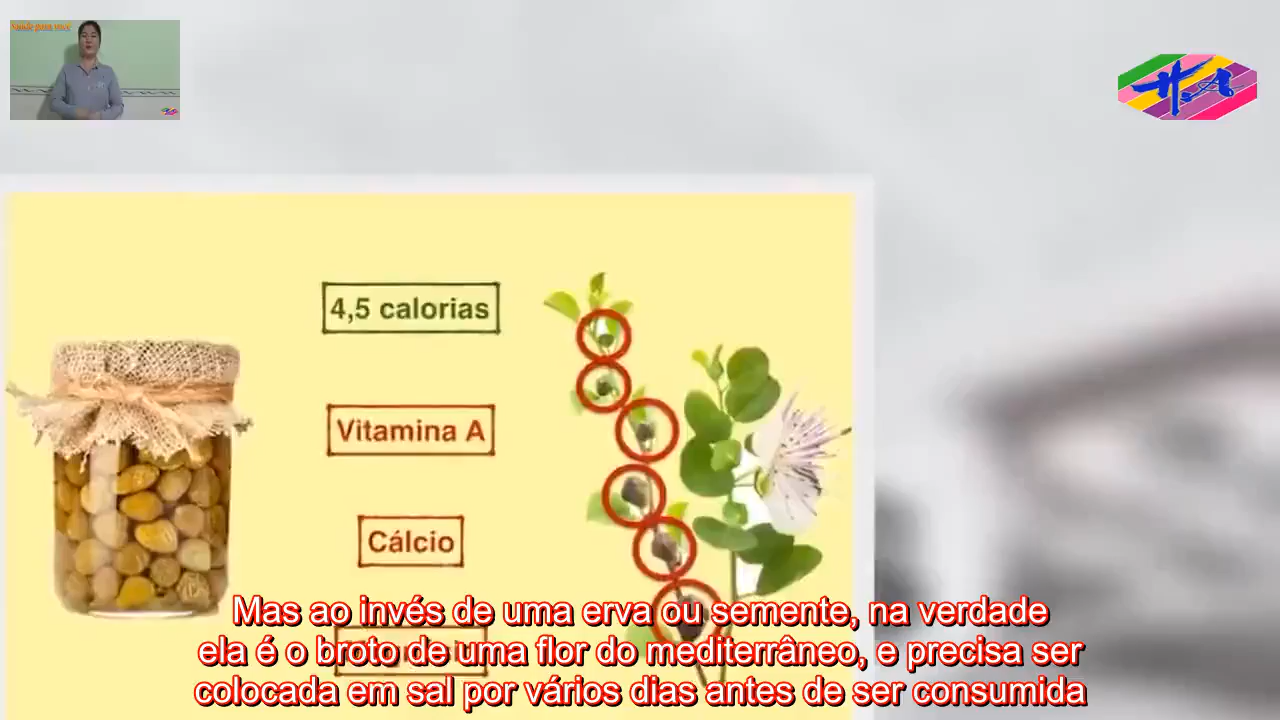 4,5 calorias
Vitamina A
Cálcio
Mas ao invés de uma erva ou semente, na verdade
ela é o broto de uma flor do mediterrâneo, e precisa ser
colocada em sal por vários dias antes de ser consumida
H.A